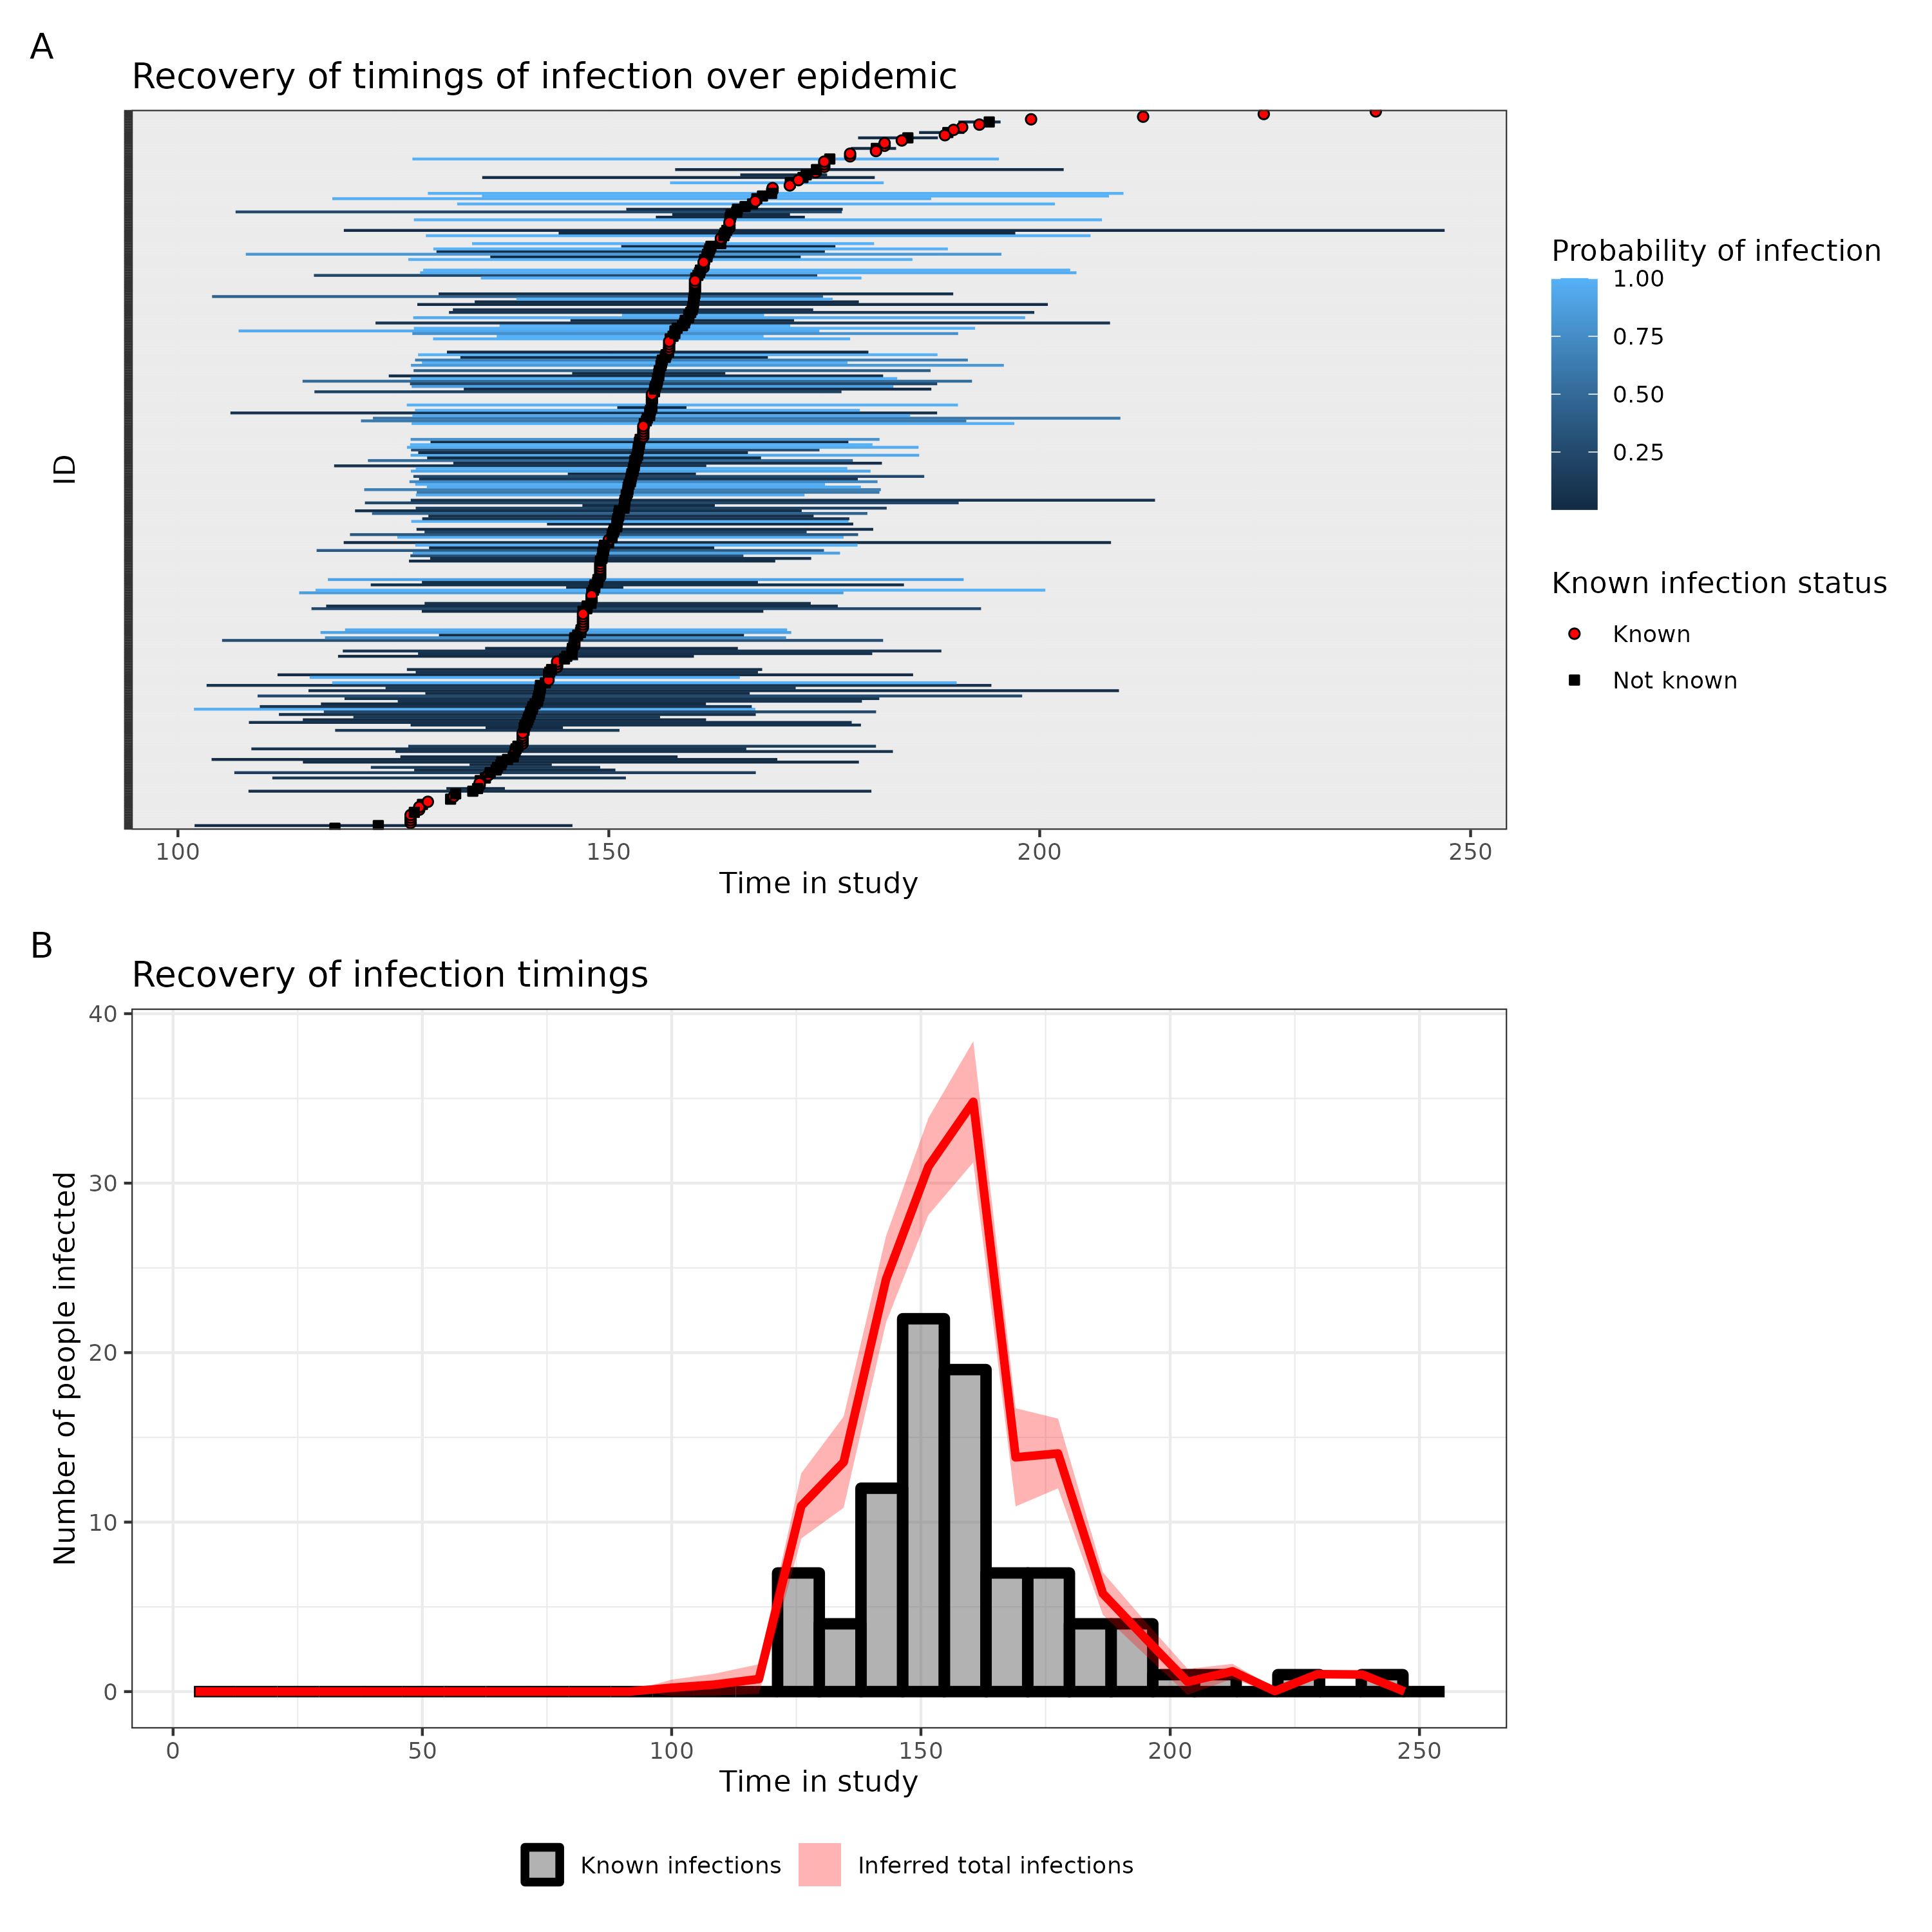 A
Recovery of timings of infection over epidemic
ID
100 150 200 250
Time in study
Probability of infection
1.00
0.75
0.50
0.25
Known infection status
Known
Not known
B
Recovery of infection timings
Number of people infected
40
30
20
10
0
0 50 100 150 200 250
Time in study
Known infections Inferred total infections